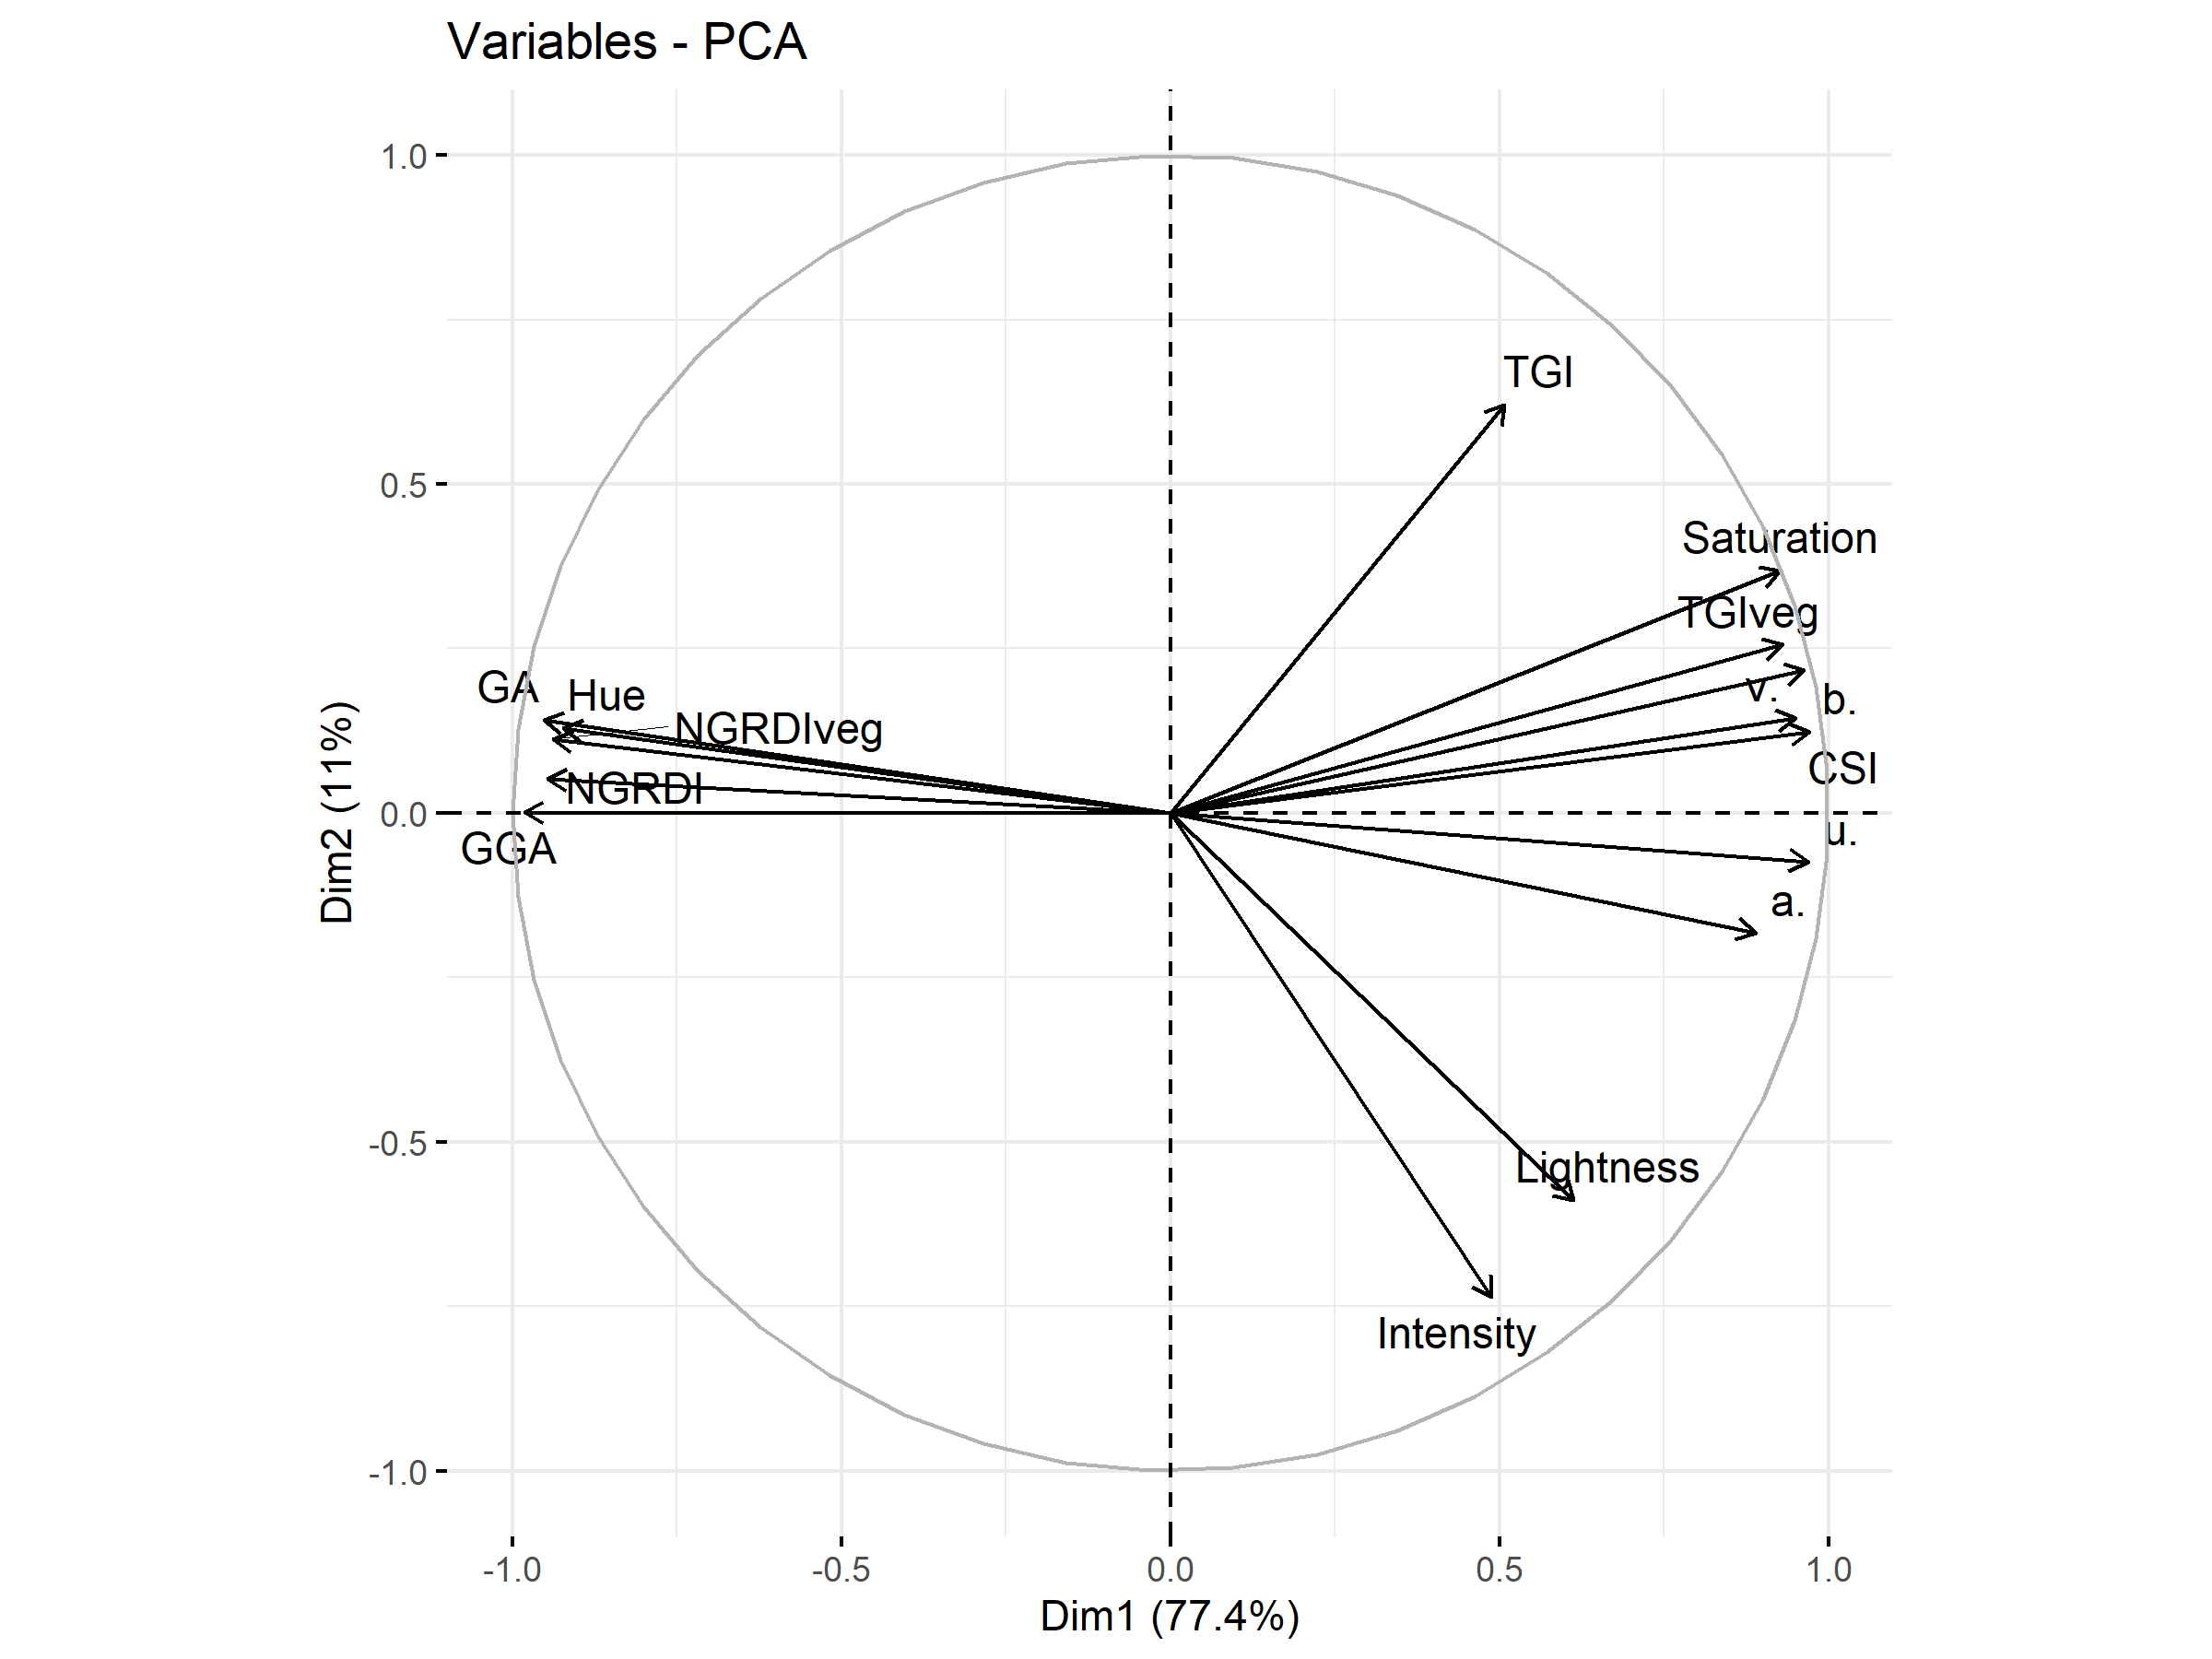 Variables - PCA
1.0
TGI
0.5
Saturation
TGIveg
GA
Hue
v.
b.
NGRDIveg
NGRDI
CSI
0.0
GGA
u.
a.
-0.5
Lightness
Intensity
-1.0
Dim2 (11%)
-1.0 -0.5 0.0 0.5 1.0
Dim1 (77.4%)